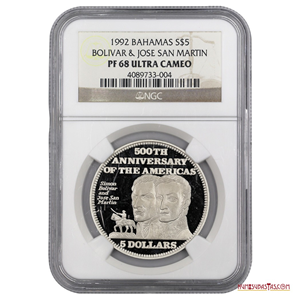 1992 BAHAMAS S$5
BOLIVAR & JOSE SAN MARTIN
PF 68 ULTRA CAMEO
4089733-004
NGC
500TH
ANNIVERSARY
OF THE AMERICAS
Simon
Bolivar
and
Jose San
Martin
5 DOLLARS